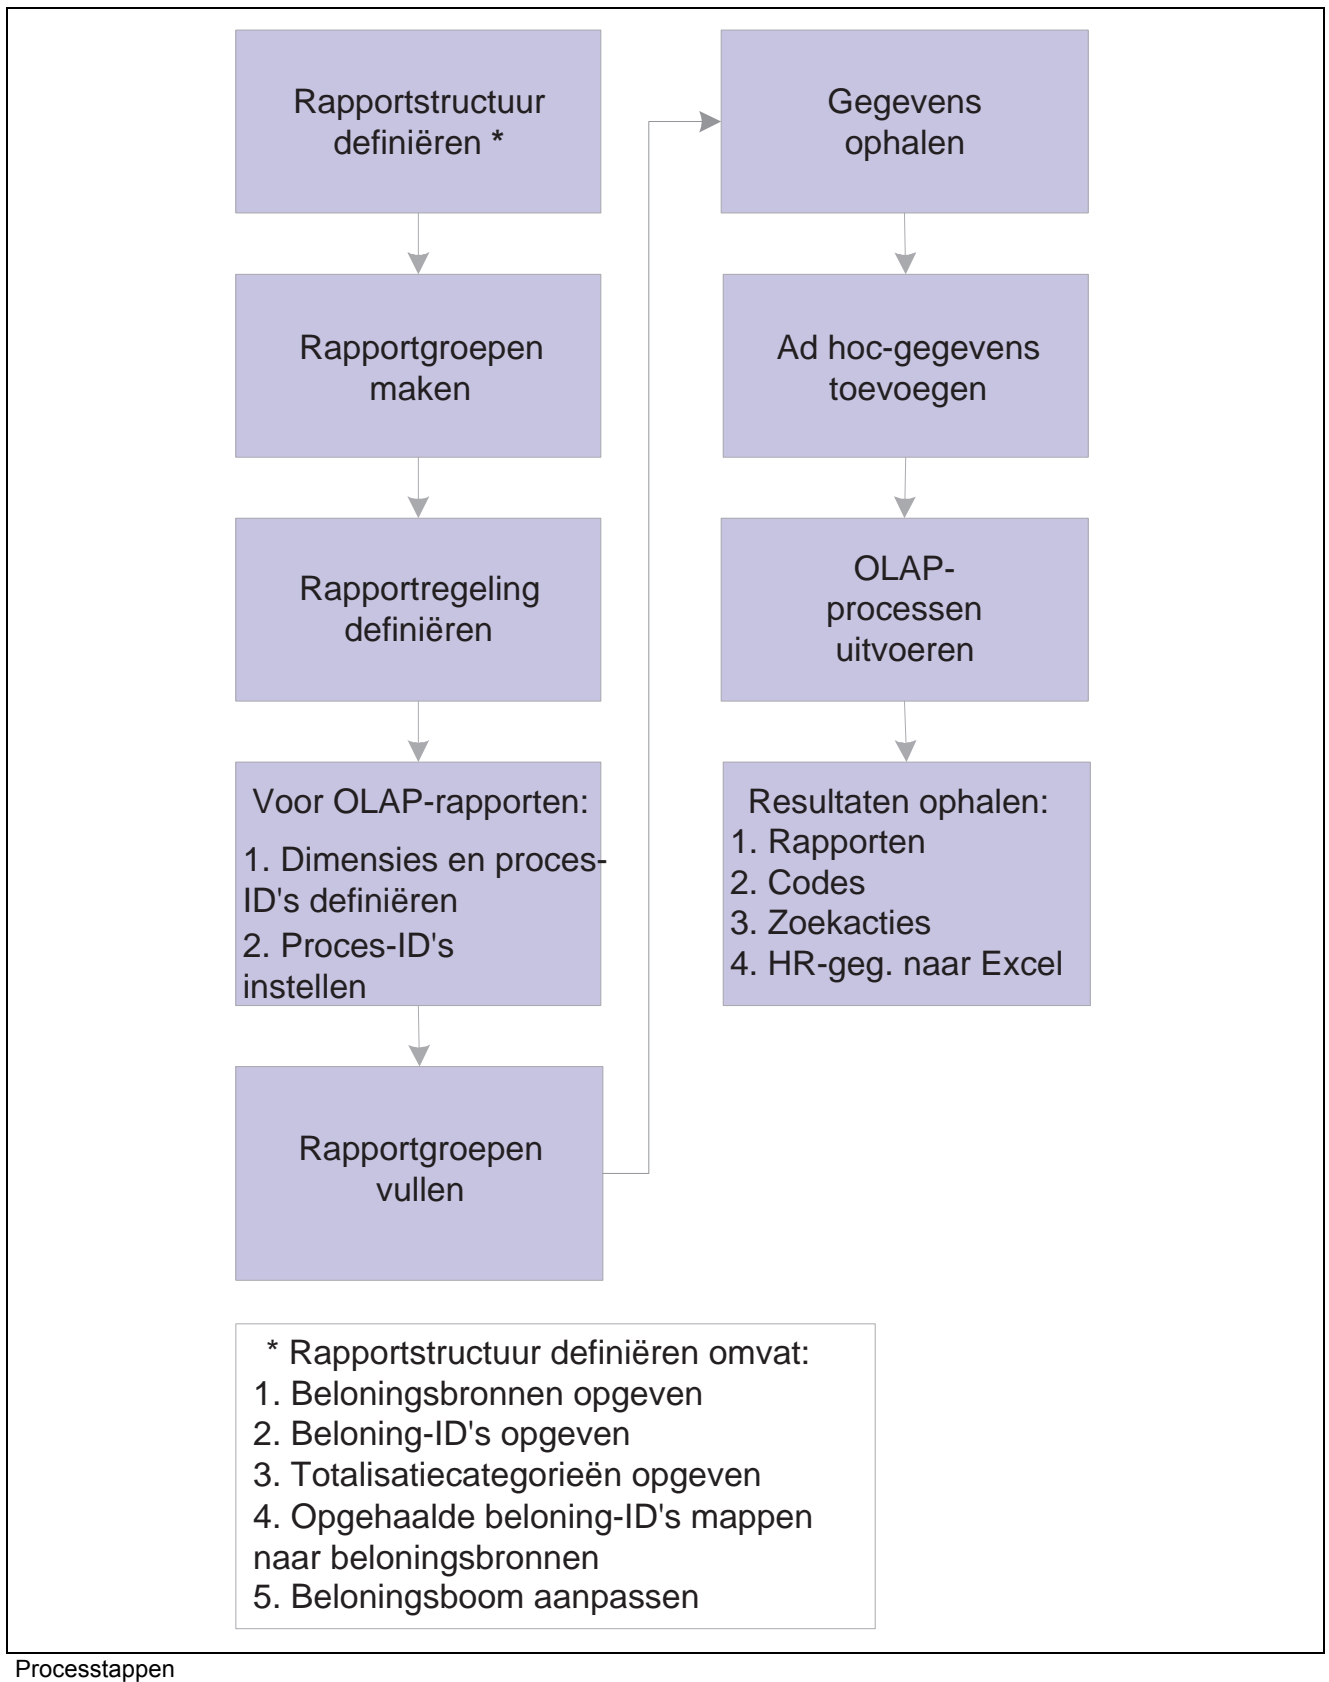 Rapportstructuur
definiëren *
Rapportgroepen
maken
Rapportregeling
definiëren
Voor OLAP-rapporten:
1. Dimensies en proces-
ID's definiëren
2. Proces-ID's
instellen
Rapportgroepen
vullen
Gegevens
ophalen
Ad hoc-gegevens
toevoegen
OLAP-
processen
uitvoeren
Resultaten ophalen:
1. Rapporten
2. Codes
3. Zoekacties
4. HR-geg. naar Excel
* Rapportstructuur definiëren omvat:
1. Beloningsbronnen opgeven
2. Beloning-ID's opgeven
3. Totalisatiecategorieën opgeven
4. Opgehaalde beloning-ID's mappen
naar beloningsbronnen
5. Beloningsboom aanpassen
Processtappen